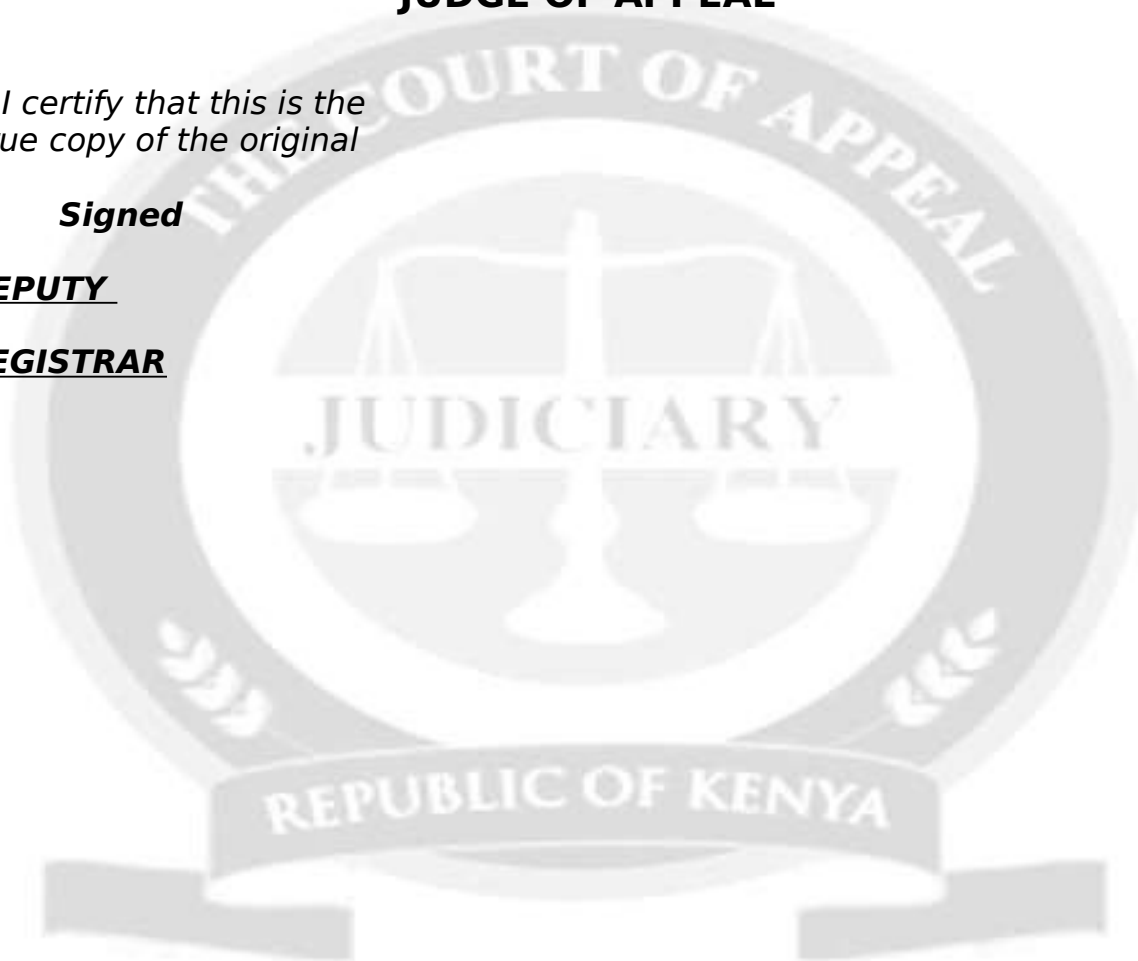 JUDGE OF APPEAL
I certify that this is the
ue copy of the original
Signed
EPUTY
EGISTRAR
THE COURT OF APPEAL
JUDICIARY
REPUBLIC OF KENYA